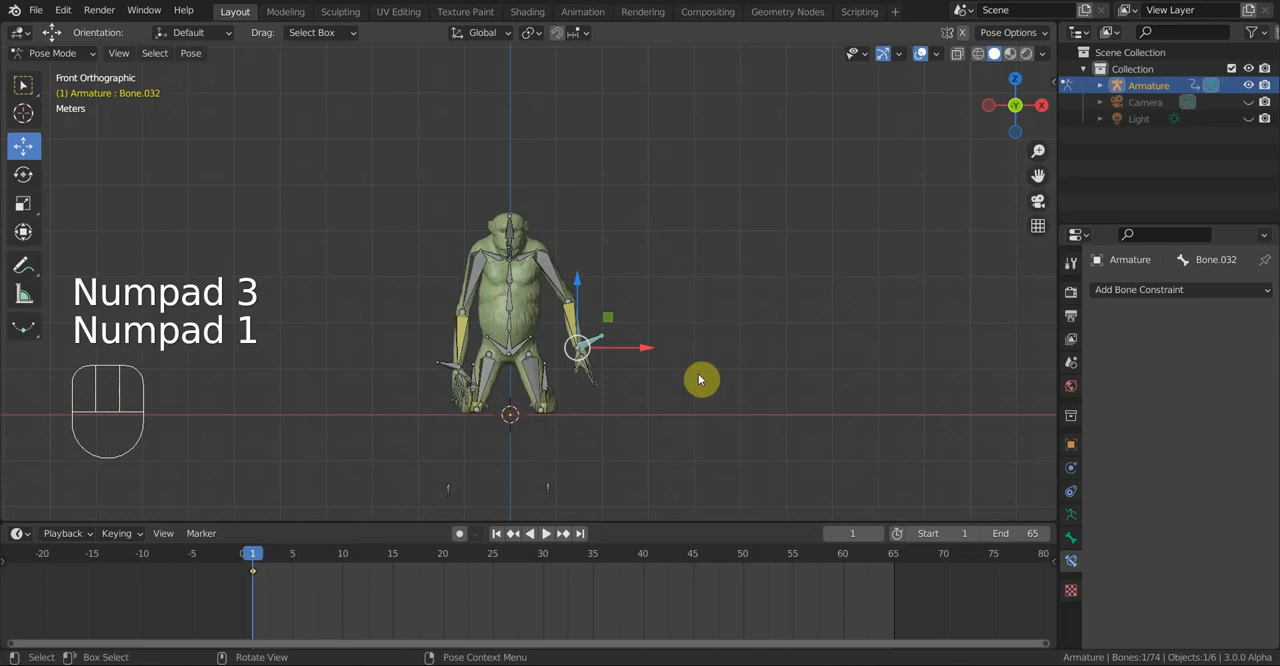 File Edit Render Window Help Layout Modeling Sculpting UV Editing Texture Paint Shading Animation Rendering Compositing Geometry Nodes Scripting + Scene View Layer
Orientation: Default Drag: Select Box Global Pose Options
Pose Mode View Select Pose
Front Orthographic
(1) Armature : Bone.032
Meters
Z
X
-Y
Scene Collection
Collection
Armature
Camera
Light
Armature Bone.032
Add Bone Constraint
Numpad 3
Numpad 1
Playback Keying View Marker 1 Start 1 End 65
-20 -15 -10 -5 0 1 5 10 15 20 25 30 35 40 45 50 55 60 65 70 75 80
Select Box Select Rotate View Pose Context Menu Armature | Bones:1/74 | Objects:1/6 | 3.0.0 Alpha